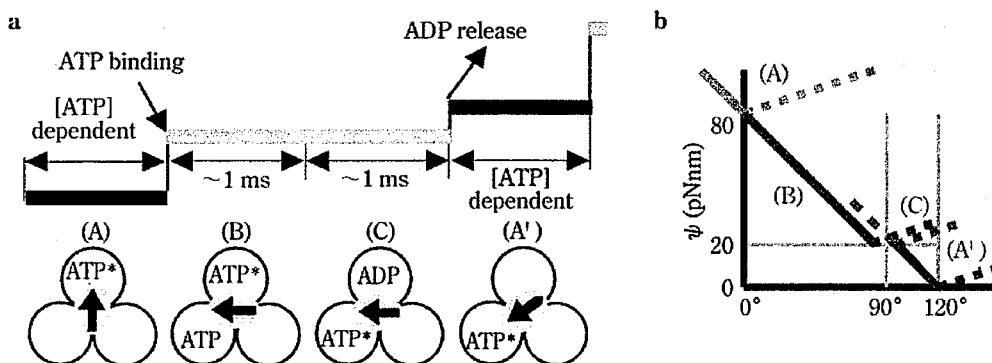 a
ADP release
ATP binding
[ATP]
dependent
~1 ms
~1 ms
[ATP]
dependent
(A)
(B)
(C)
(A')
ATP*
ATP*
ADP
ATP
ATP*
ATP*
b
(A)
80
ψ (pNnm)
(B)
(C)
20
(A')
0
0°
90°
120°